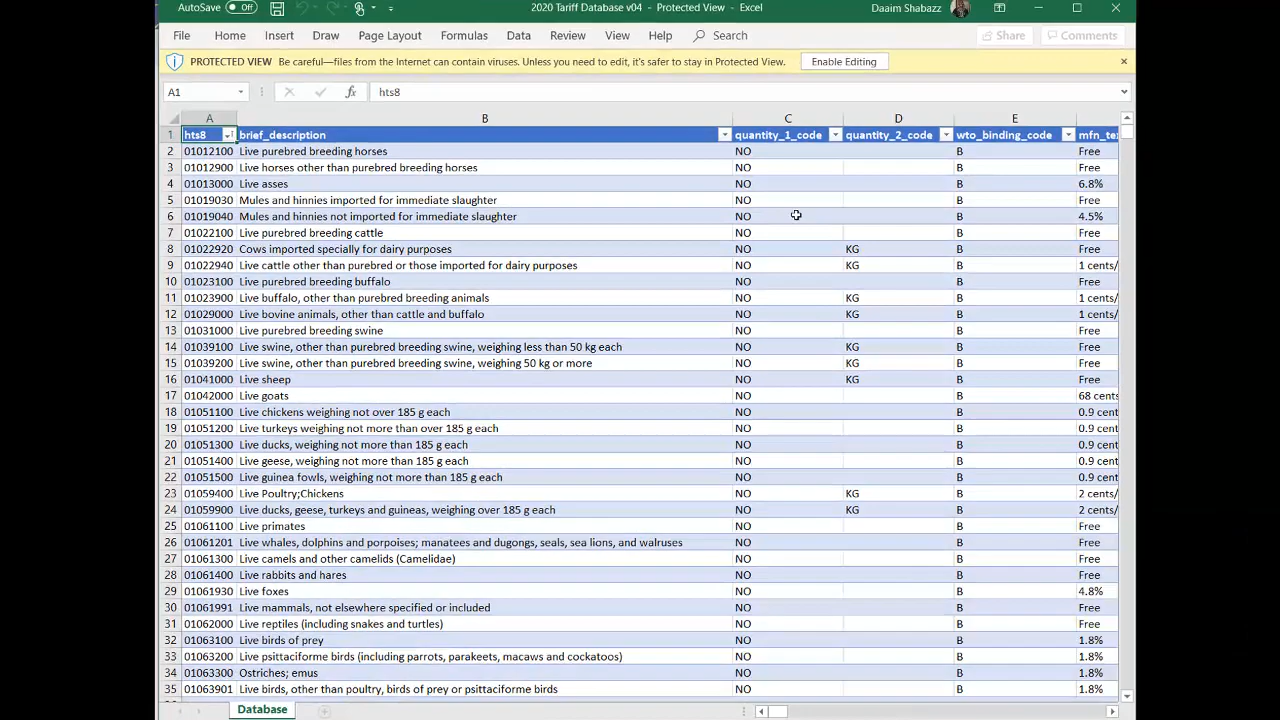 AutoSave Off 2020 Tariff Database v04 - Protected View - Excel Daaim Shabazz
File Home Insert Draw Page Layout Formulas Data Review View Help Search Share Comments
PROTECTED VIEW Be careful—files from the Internet can contain viruses. Unless you need to edit, it's safer to stay in Protected View. Enable Editing
A1 fx hts8
A B C D E
1 hts8 brief_description quantity_1_code quantity_2_code wto_binding_code mfn_te
2 01012100 Live purebred breeding horses NO B Free
3 01012900 Live horses other than purebred breeding horses NO B Free
4 01013000 Live asses NO B 6.8%
5 01019030 Mules and hinnies imported for immediate slaughter NO B Free
6 01019040 Mules and hinnies not imported for immediate slaughter NO B 4.5%
7 01022100 Live purebred breeding cattle NO B Free
8 01022920 Cows imported specially for dairy purposes NO KG B Free
9 01022940 Live cattle other than purebred or those imported for dairy purposes NO KG B 1 cents/
10 01023100 Live purebred breeding buffalo NO B Free
11 01023900 Live buffalo, other than purebred breeding animals NO KG B 1 cents/
12 01029000 Live bovine animals, other than cattle and buffalo NO KG B 1 cents/
13 01031000 Live purebred breeding swine NO B Free
14 01039100 Live swine, other than purebred breeding swine, weighing less than 50 kg each NO KG B Free
15 01039200 Live swine, other than purebred breeding swine, weighing 50 kg or more NO KG B Free
16 01041000 Live sheep NO KG B Free
17 01042000 Live goats NO B 68 cents
18 01051100 Live chickens weighing not over 185 g each NO B 0.9 cent
19 01051200 Live turkeys weighing not more than 185 g each NO B 0.9 cent
20 01051300 Live ducks, weighing not more than 185 g each NO B 0.9 cent
21 01051400 Live geese, weighing not more than 185 g each NO B 0.9 cent
22 01051500 Live guinea fowls, weighing not more than 185 g each NO B 0.9 cent
23 01059400 Live Poultry;Chickens NO KG B 2 cents/
24 01059900 Live ducks, geese, turkeys and guineas, weighing over 185 g each NO KG B 2 cents/
25 01061100 Live primates NO B Free
26 01061201 Live whales, dolphins and porpoises; manatees and dugongs, seals, sea lions, and walruses NO B Free
27 01061300 Live camels and other camelids (Camelidae) NO B Free
28 01061400 Live rabbits and hares NO B Free
29 01061930 Live foxes NO B 4.8%
30 01061991 Live mammals, not elsewhere specified or included NO B Free
31 01062000 Live reptiles (including snakes and turtles) NO B Free
32 01063100 Live birds of prey NO B 1.8%
33 01063200 Live psittaciforme birds (including parrots, parakeets, macaws and cockatoos) NO B 1.8%
34 01063300 Ostriches; emus NO B 1.8%
35 01063901 Live birds, other than poultry, birds of prey or psittaciforme birds NO B 1.8%
Database